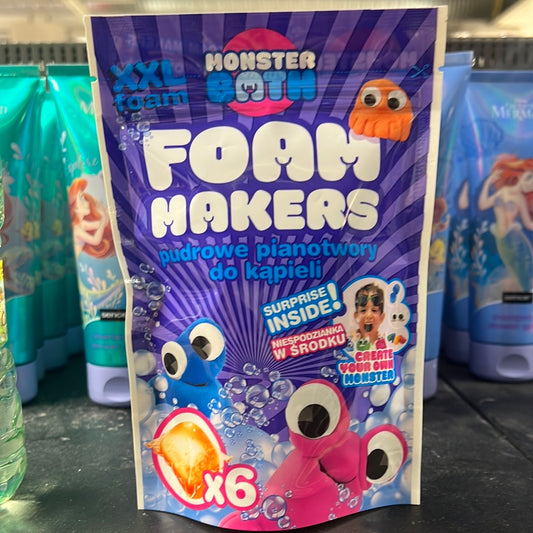 XXL
foam
MONSTER
BATH
FOAM
MAKERS
pudrowe pianotwory
do kąpieli
SURPRISE
INSIDE!
NIESPODZIANKA
W ŚRODKU
CREATE
YOUR OWN
MONSTER
x6